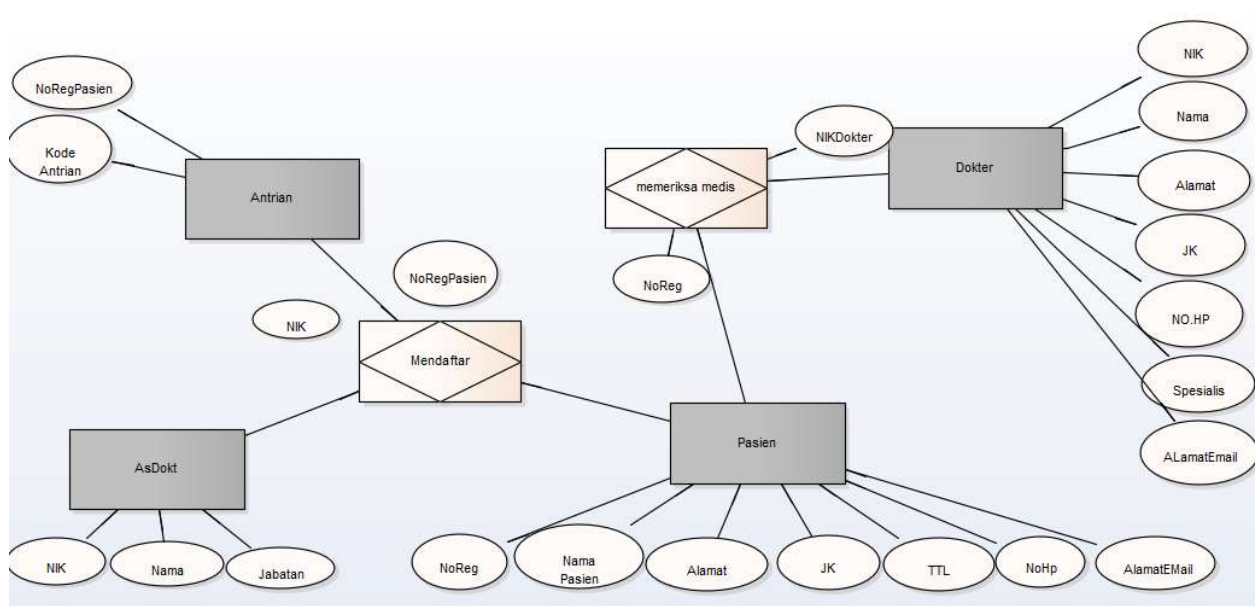 NIK
NoRegPasien
Nama
NIKDokter
Kode
Antrian
Dokter
memeriksa medis
Alamat
Antrian
JK
NoRegPasien
NoReg
NIK
NO.HP
Mendaftar
Spesialis
Pasien
ALamatEmail
AsDokt
NIK
Nama
Jabatan
NoReg
Nama
Pasien
Alamat
JK
TTL
NoHp
AlamatEMail